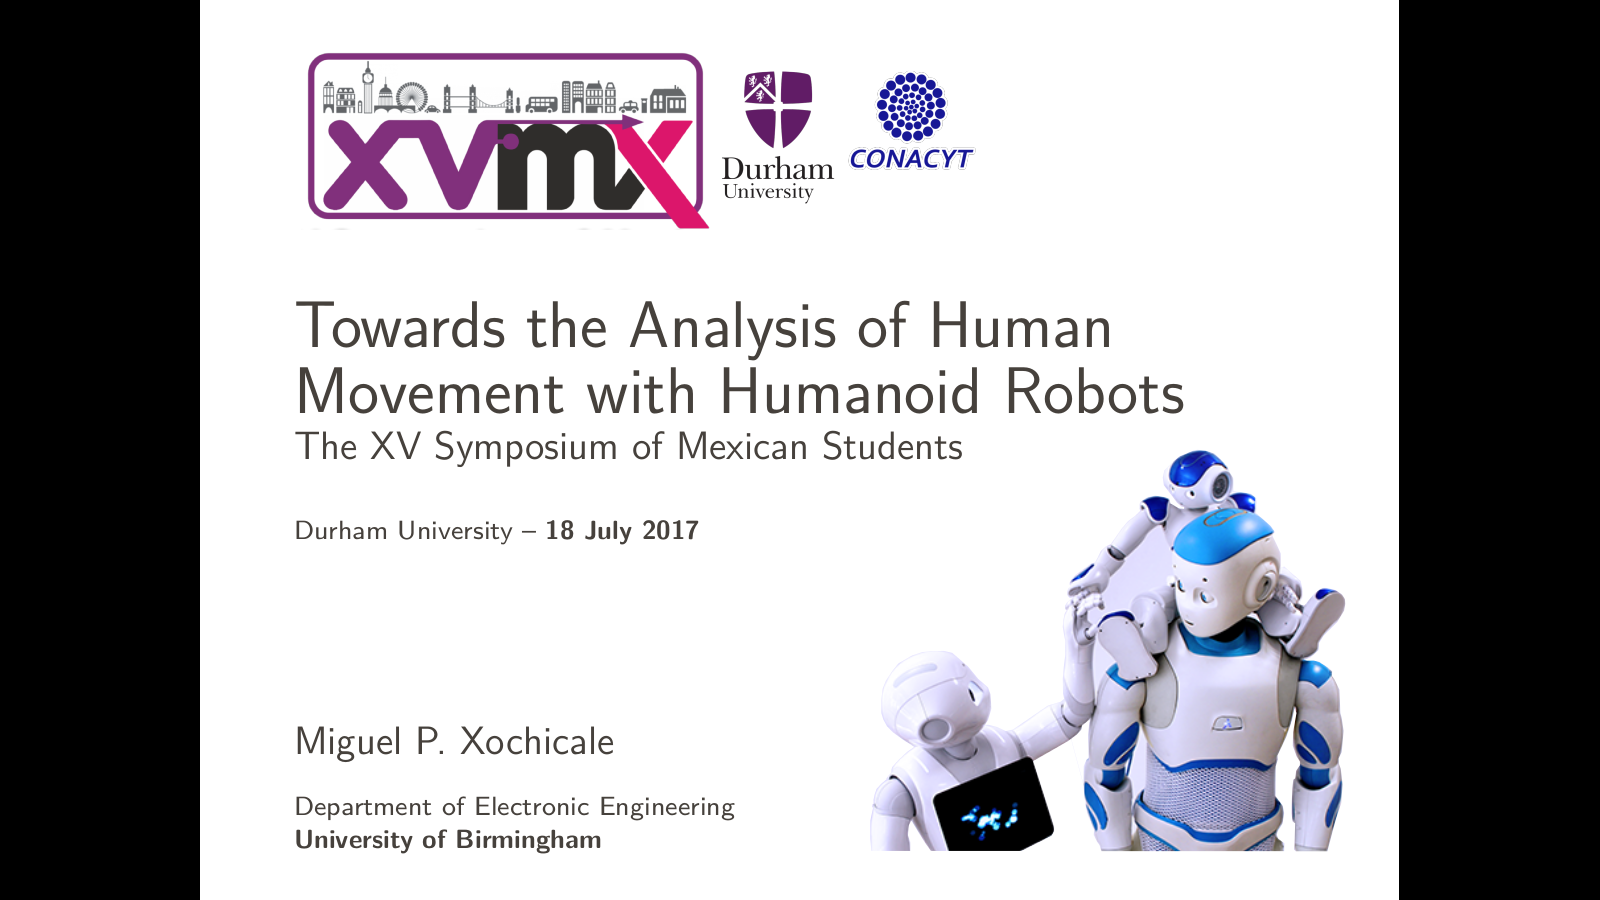 XVmx
Durham
University
CONACYT
Towards the Analysis of Human
Movement with Humanoid Robots
The XV Symposium of Mexican Students
Durham University – 18 July 2017
Miguel P. Xochicale
Department of Electronic Engineering
University of Birmingham